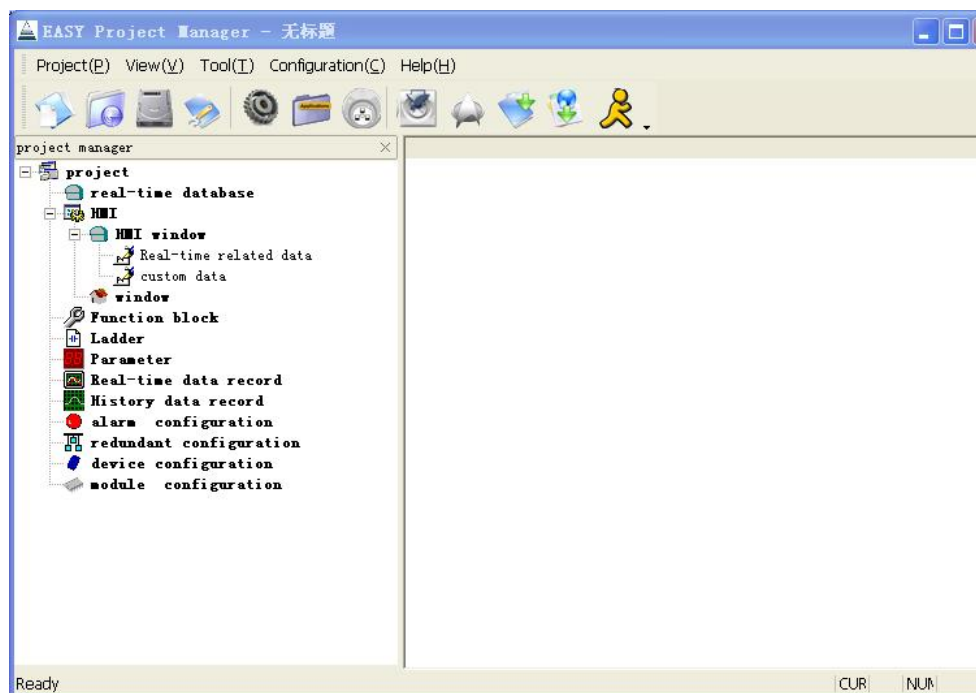 EASY Project Manager - 无标题
Project(P) View(V) Tool(T) Configuration(C) Help(H)
Applications
project manager
project
real-time database
HMI
HMI window
Real-time related data
custom data
window
Function block
Ladder
Parameter
Real-time data record
History data record
alarm configuration
redundant configuration
device configuration
module configuration
Ready CUR NUM